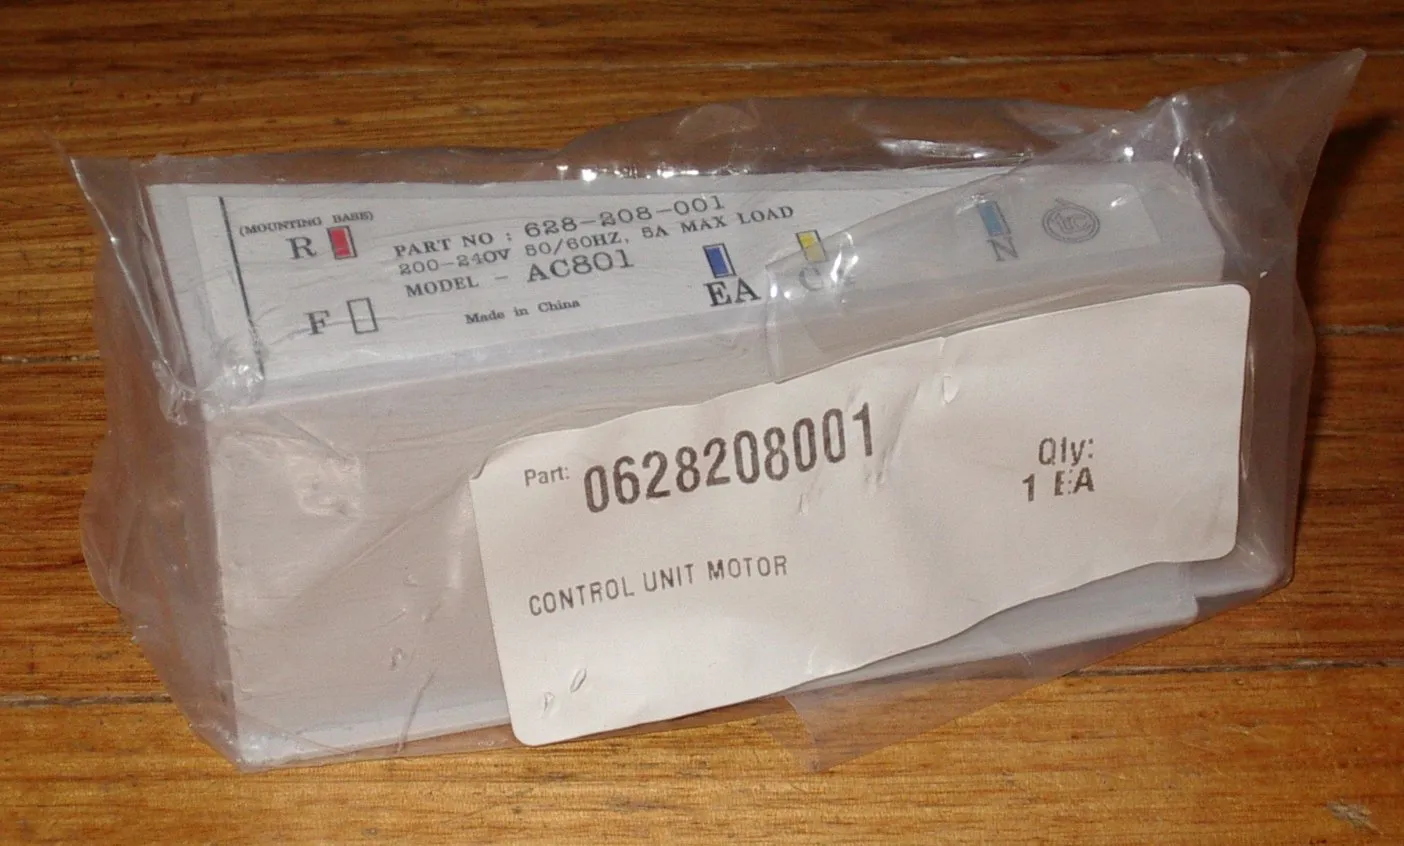 (MOUNTING BASE)
R
F
PART NO : 628-208-001
200-240V 50/60HZ, 5A MAX LOAD
MODEL - AC801
Made in China
EA
N
Part: 0628208001
Qty:
1 EA
CONTROL UNIT MOTOR